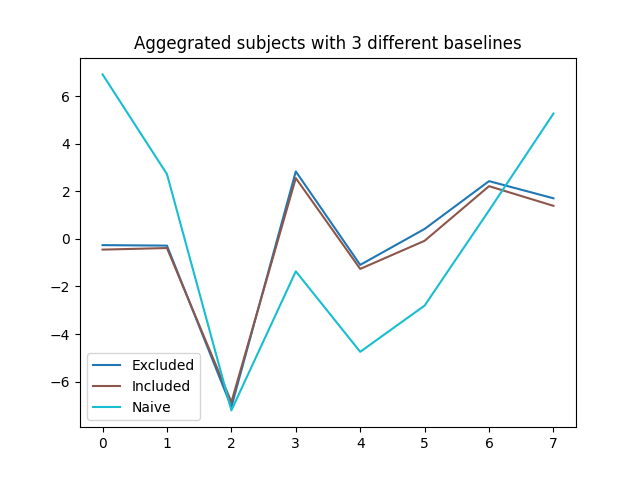 Aggegrated subjects with 3 different baselines
6
4
2
0
−2
−4
−6
Excluded
Included
Naive
0 1 2 3 4 5 6 7